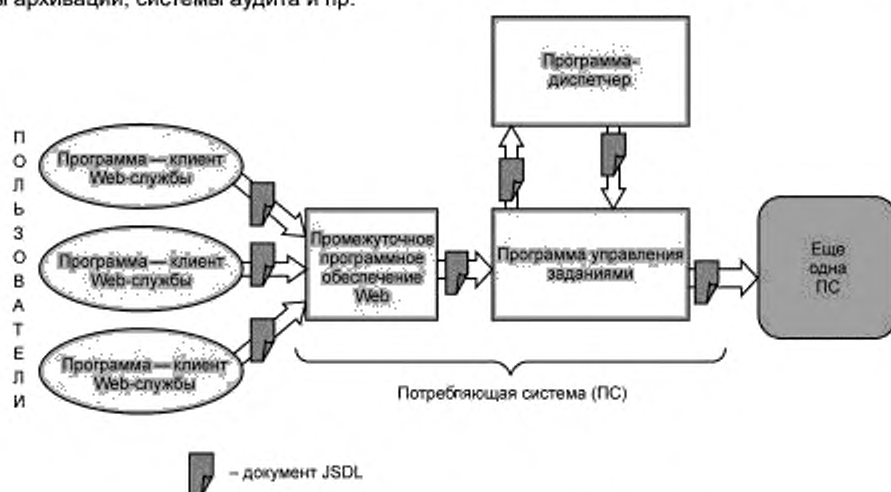 ы архивации, системы аудита и пр.
Программа-
диспетчер
ПОЛЬЗОВАТЕЛИ
Программа — клиент
Web-службы
Программа — клиент
Web-службы
Программа — клиент
Web-службы
Промежуточное
программное
обеспечение
Web
Программа управления
заданиями
Еще
одна
ПС
Потребляющая система (ПС)
– документ JSDL